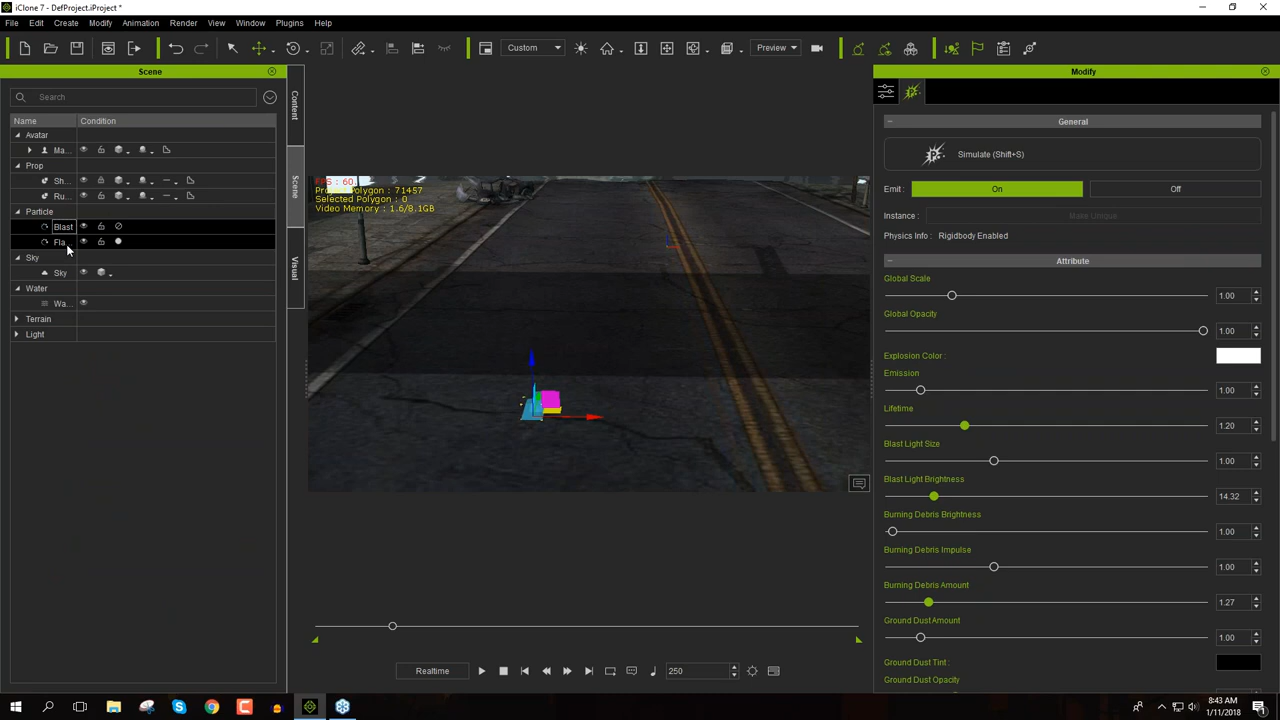 iClone 7 - DefProject.iProject *
File Edit Create Modify Animation Render View Window Plugins Help
Custom
Preview
Scene
Modify
Search
Name Condition
Avatar
Ma...
Prop
Sh...
Ru...
Particle
Blast
Fla...
Sky
Sky
Water
Wa...
Terrain
Light
Content
Scene
Visual
FPS : 60.
Project Polygon : 71457
Selected Polygon : 0
Video Memory : 1.6/8.1GB
Realtime
250
General
Simulate (Shift+S)
Emit : On Off
Instance : Make Unique
Physics Info : Rigidbody Enabled
Attribute
Global Scale
1.00
Global Opacity
1.00
Explosion Color :
Emission
1.00
Lifetime
1.20
Blast Light Size
1.00
Blast Light Brightness
14.32
Burning Debris Brightness
1.00
Burning Debris Impulse
1.00
Burning Debris Amount
1.27
Ground Dust Amount
1.00
Ground Dust Tint :
Ground Dust Opacity
8:43 AM
1/11/2018